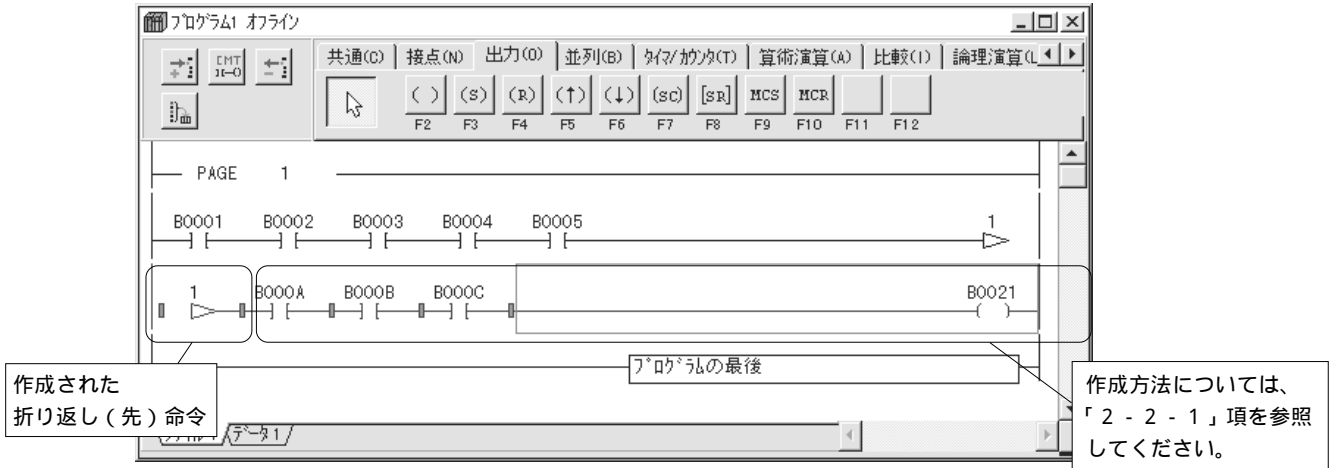 プログラム1 オフライン
共通(C) 接点(N) 出力(O) 並列(B) タイマ/カウンタ(T) 算術演算(A) 比較(I) 論理演算(L
CMT
( ) (S) (R) (↑) (↓) (SC) [SR] MCS MCR
F2 F3 F4 F5 F6 F7 F8 F9 F10 F11 F12
PAGE 1
B0001 B0002 B0003 B0004 B0005 1
1 B000A B000B B000C B0021
プログラムの最後
作成された
折り返し(先)命令
作成方法については、
「2-2-1」項を参照
してください。
データ1